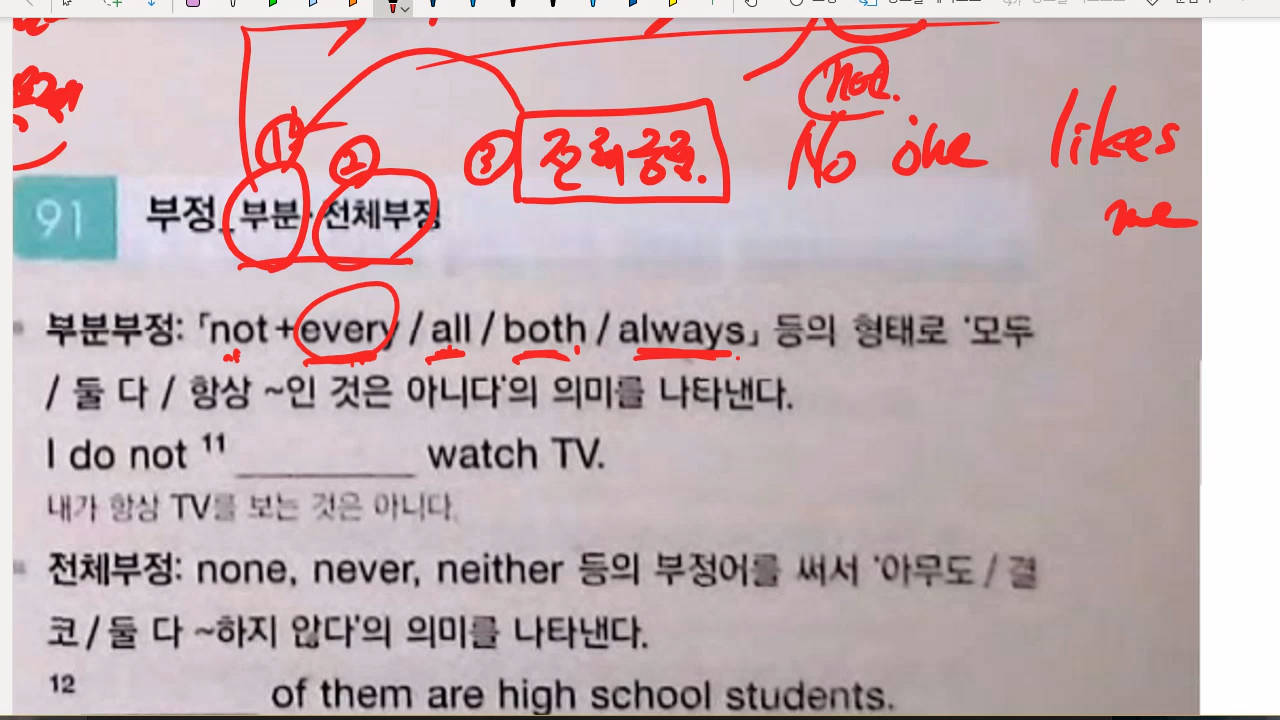 not.
① ② ③ 전체긍정. No one likes
me
91 부정_부분·전체부정
부분부정: 「not+every / all / both / always」 등의 형태로 '모두
/ 둘 다 / 항상 ~인 것은 아니다'의 의미를 나타낸다.
I do not ¹¹ __________ watch TV.
내가 항상 TV를 보는 것은 아니다.
전체부정: none, never, neither 등의 부정어를 써서 '아무도 / 결
코 / 둘 다 ~하지 않다'의 의미를 나타낸다.
¹² __________ of them are high school students.